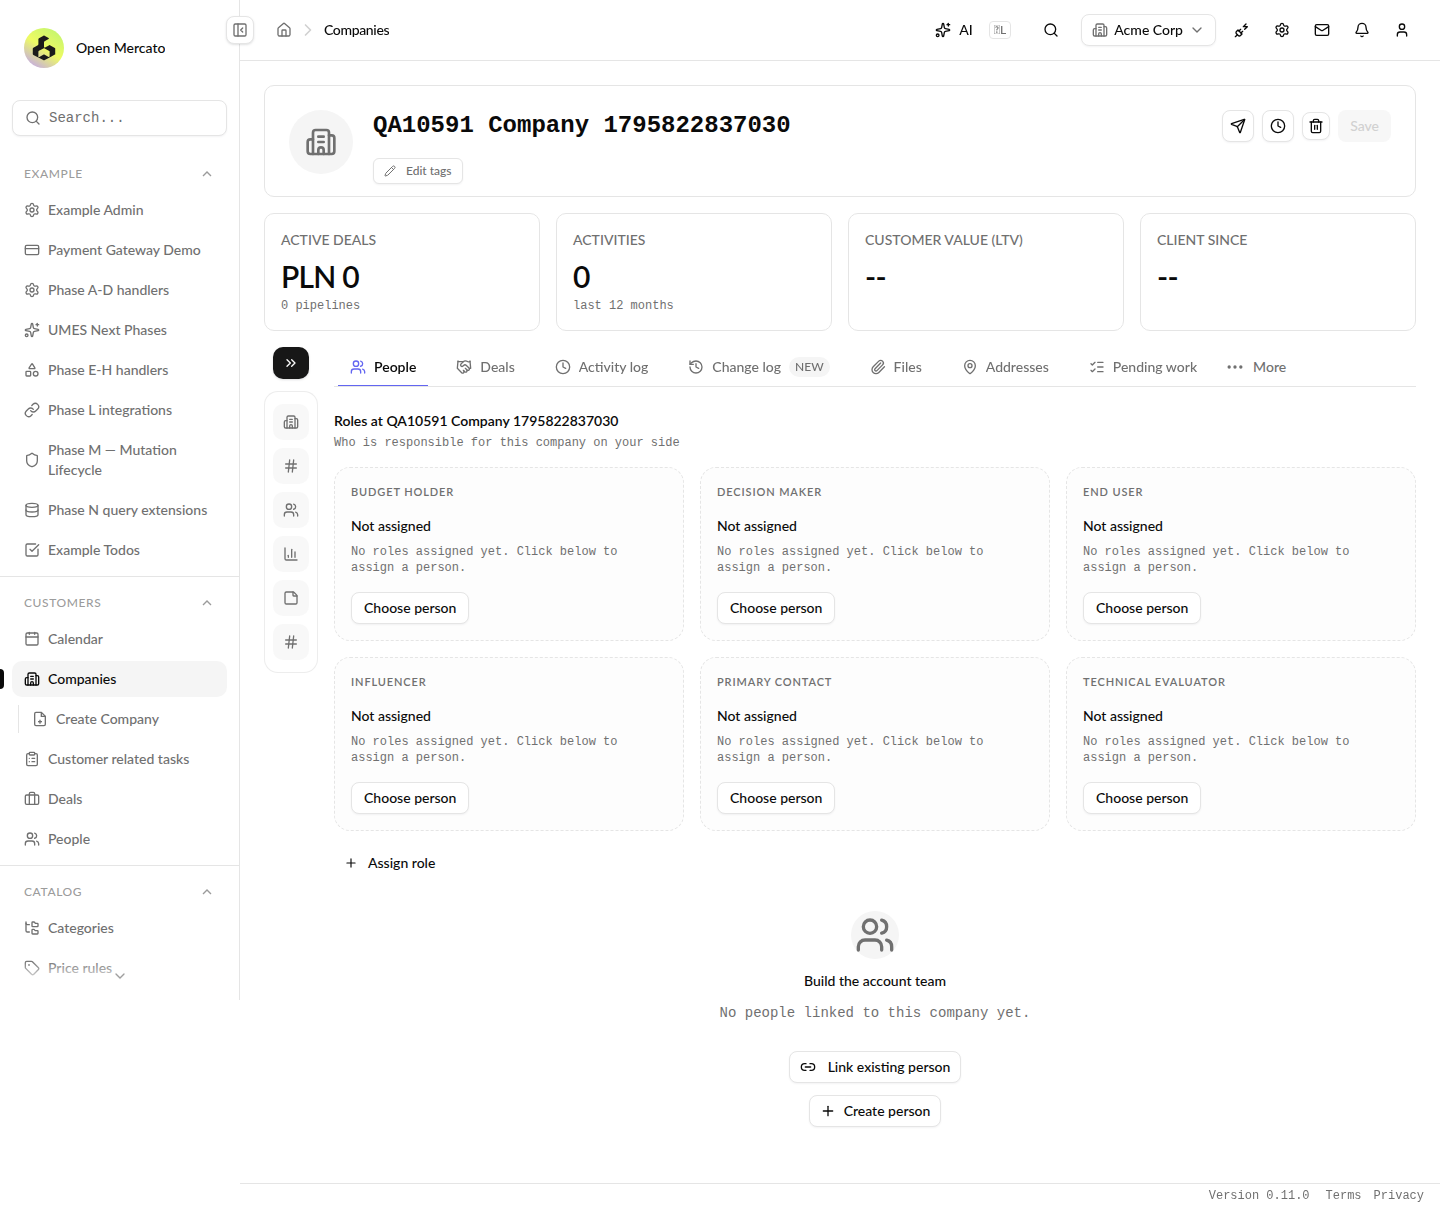 Open Mercato
Companies
AI
L
Acme Corp
Search...
EXAMPLE
Example Admin
Payment Gateway Demo
Phase A-D handlers
UMES Next Phases
Phase E-H handlers
Phase L integrations
Phase M — Mutation
Lifecycle
Phase N query extensions
Example Todos
CUSTOMERS
Calendar
Companies
Create Company
Customer related tasks
Deals
People
CATALOG
Categories
Price rules
QA10591 Company 1795822837030
Edit tags
Save
ACTIVE DEALS
PLN 0
0 pipelines
ACTIVITIES
0
last 12 months
CUSTOMER VALUE (LTV)
--
CLIENT SINCE
--
People
Deals
Activity log
Change log NEW
Files
Addresses
Pending work
More
Roles at QA10591 Company 1795822837030
Who is responsible for this company on your side
BUDGET HOLDER
Not assigned
No roles assigned yet. Click below to
assign a person.
Choose person
DECISION MAKER
Not assigned
No roles assigned yet. Click below to
assign a person.
Choose person
END USER
Not assigned
No roles assigned yet. Click below to
assign a person.
Choose person
INFLUENCER
Not assigned
No roles assigned yet. Click below to
assign a person.
Choose person
PRIMARY CONTACT
Not assigned
No roles assigned yet. Click below to
assign a person.
Choose person
TECHNICAL EVALUATOR
Not assigned
No roles assigned yet. Click below to
assign a person.
Choose person
Assign role
Build the account team
No people linked to this company yet.
Link existing person
Create person
Version 0.11.0
Terms
Privacy